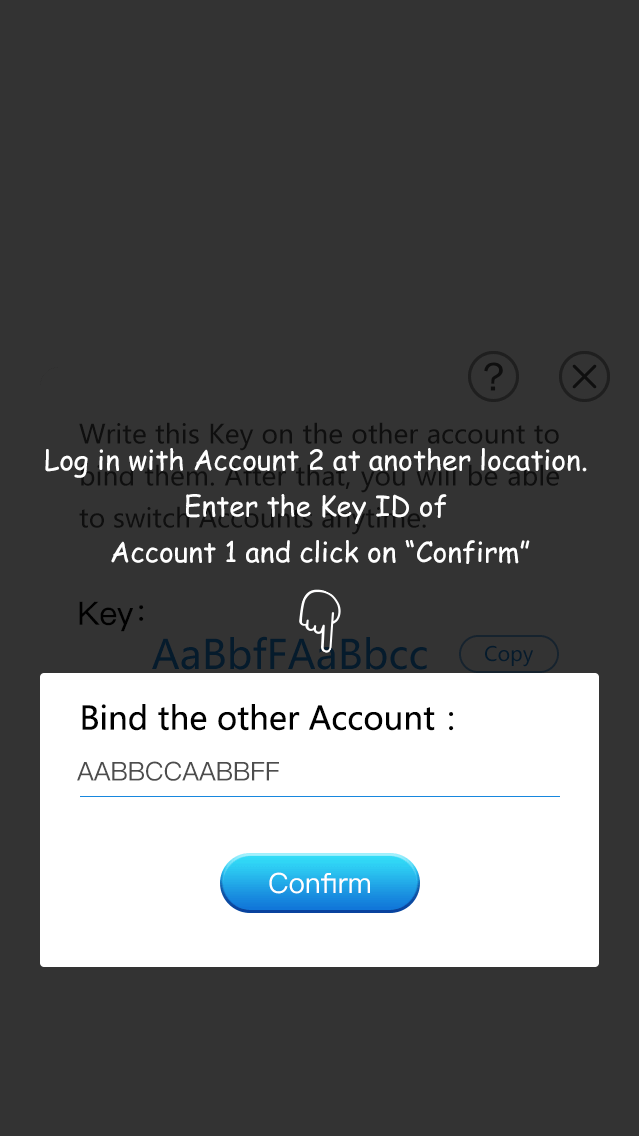 ?
Write this Key on the other account to
Log in with Account 2 at another location.
bind them. After that, you will be able
Enter the Key ID of
to switch Accounts anytime.
Account 1 and click on “Confirm”
Key:
AaBbfFAaBbcc
Copy
Bind the other Account :
AABBCCAABBFF
Confirm